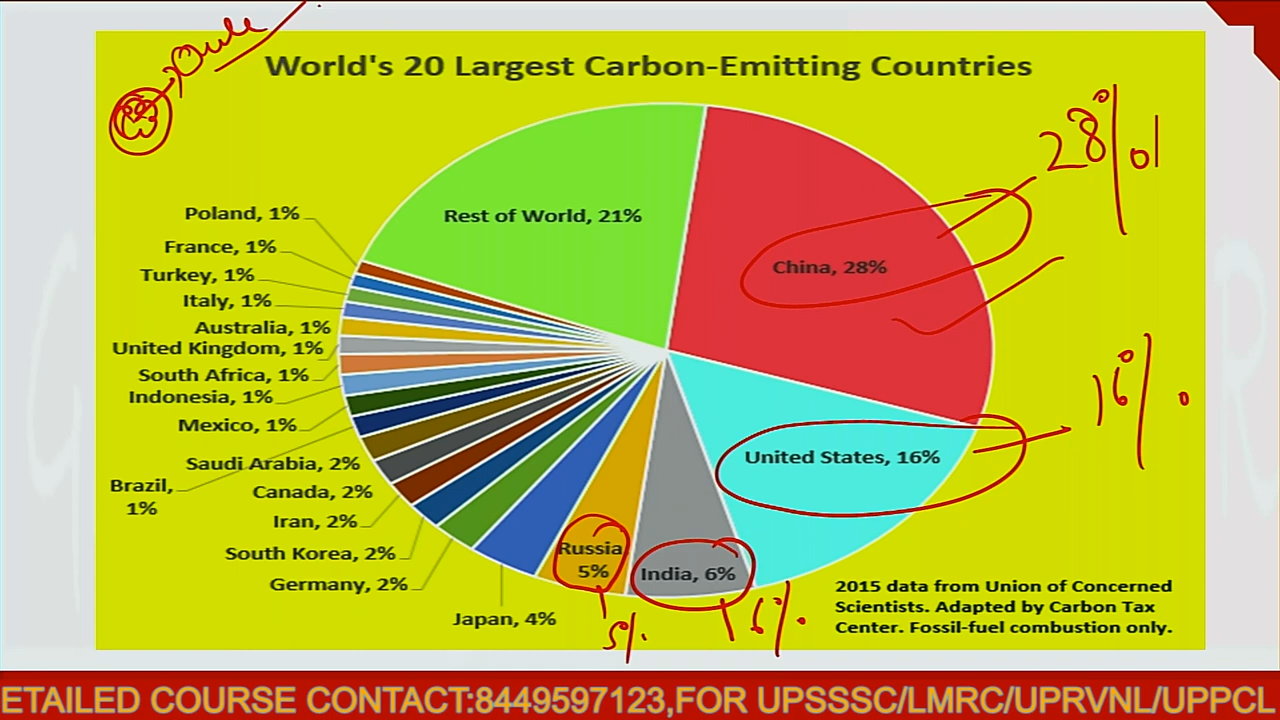 World's 20 Largest Carbon-Emitting Countries
28%
Rest of World, 21%
Poland, 1%
France, 1%
China, 28%
Turkey, 1%
Italy, 1%
Australia, 1%
United Kingdom, 1%
South Africa, 1%
Indonesia, 1%
16%
Mexico, 1%
United States, 16%
Saudi Arabia, 2%
Brazil,
1%
Canada, 2%
Iran, 2%
South Korea, 2%
Russia
5%
India, 6%
Germany, 2%
Japan, 4%
5%
6%
2015 data from Union of Concerned
Scientists. Adapted by Carbon Tax
Center. Fossil-fuel combustion only.
ETAILED COURSE CONTACT:8449597123,FOR UPSSSC/LMRC/UPRVNL/UPPCL